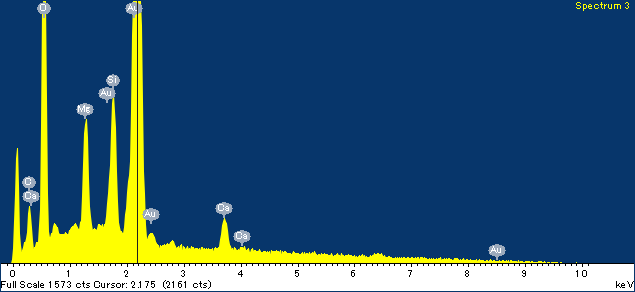 Spectrum 3
O
Au
Si
Au
Mg
C
Ca
Au
Ca
Ca
Au
0 1 2 3 4 5 6 7 8 9 10
Full Scale 1573 cts Cursor: 2.175 (2161 cts) keV